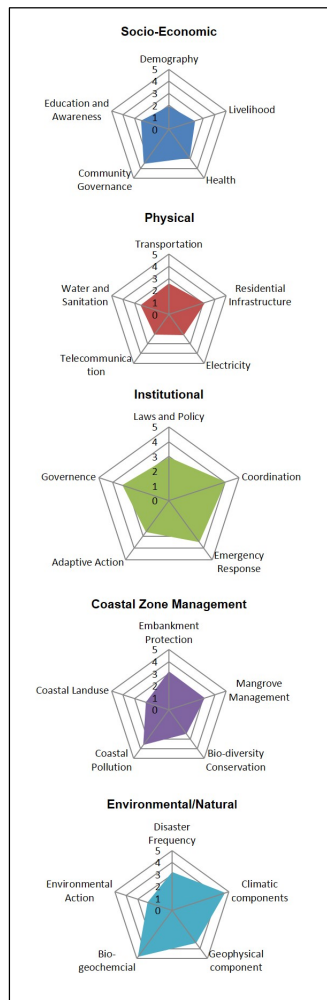 Socio-Economic
Demography
5
4
3
2
1
0
Education and
Awareness
Livelihood
Community
Governance
Health
Physical
Transportation
5
4
3
2
1
0
Water and
Sanitation
Residential
Infrastructure
Telecommunica
tion
Electricity
Institutional
Laws and Policy
5
4
3
2
1
0
Governence
Coordination
Adaptive Action
Emergency
Response
Coastal Zone Management
Embankment
Protection
5
4
3
2
1
0
Coastal Landuse
Mangrove
Management
Coastal
Pollution
Bio-diversity
Conservation
Environmental/Natural
Disaster
Frequency
5
4
3
2
1
0
Environmental
Action
Climatic
components
Bio-
geochemcial
Geophysical
component